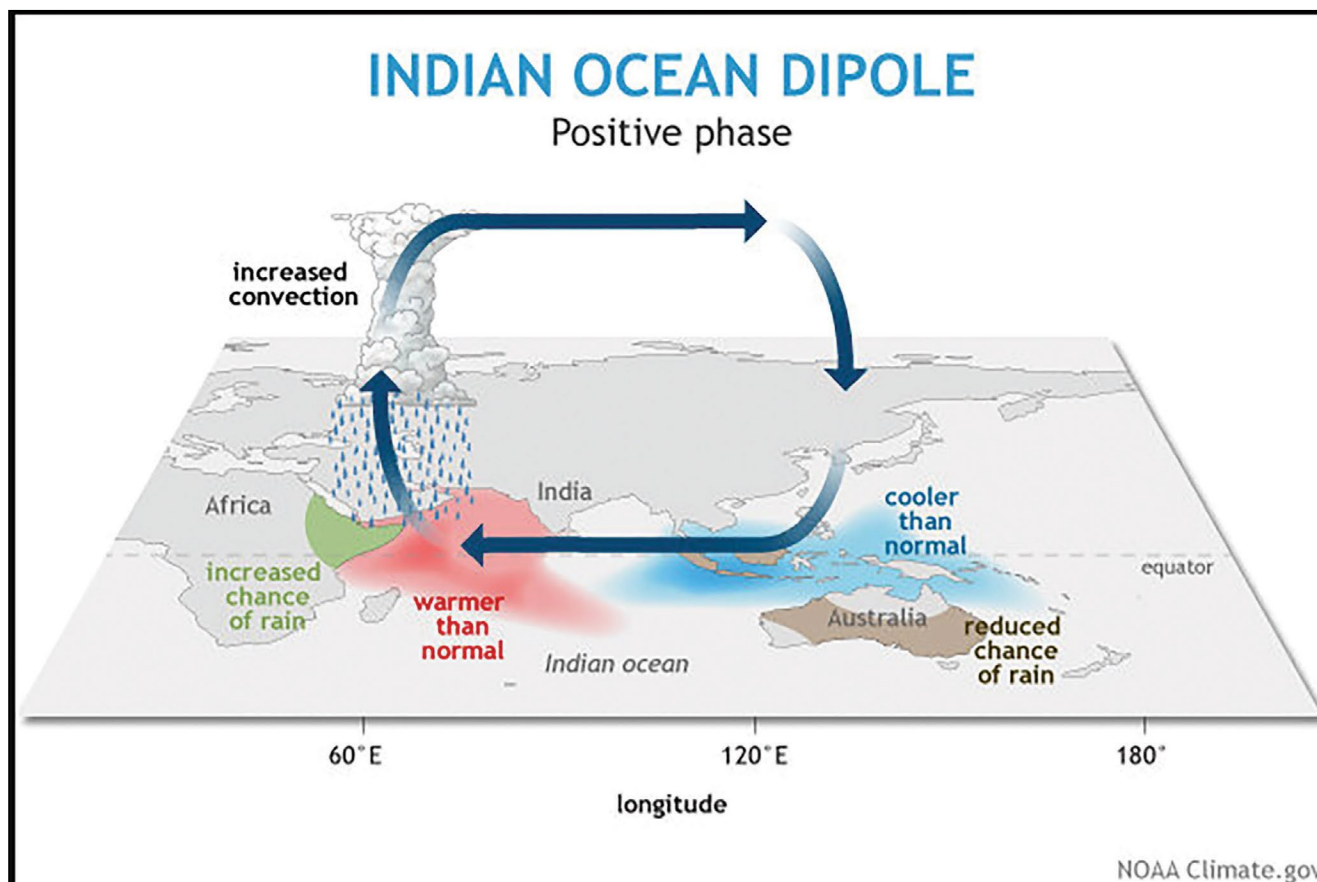 INDIAN OCEAN DIPOLE
Positive phase
increased
convection
Africa
India
cooler
than
normal
equator
increased
chance
of rain
warmer
than
normal
Australia
reduced
chance
of rain
Indian ocean
60°E
120°E
180°
longitude
NOAA Climate.gov